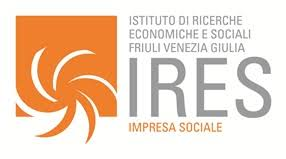 ISTITUTO DI RICERCHE
ECONOMICHE E SOCIALI
FRIULI VENEZIA GIULIA
IRES
IMPRESA SOCIALE